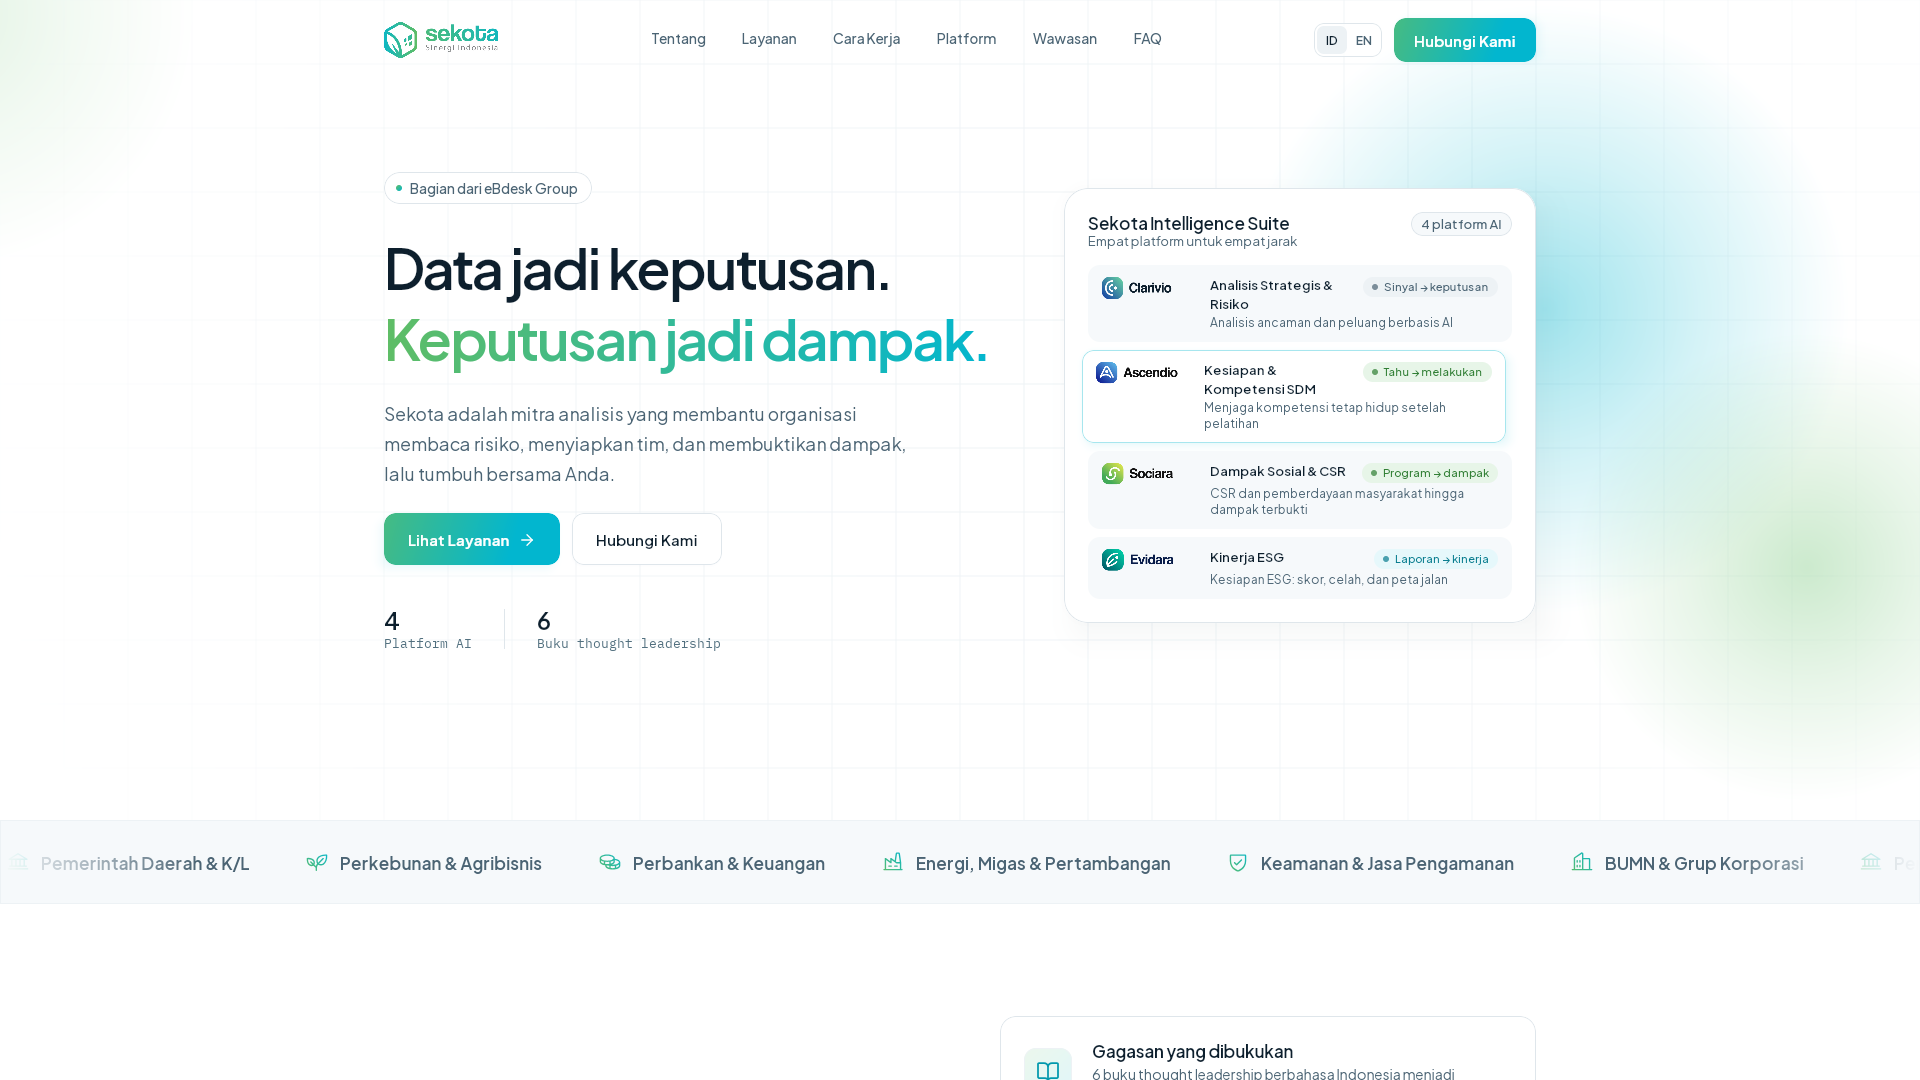 sekota
Sinergi Indonesia
Tentang
Layanan
Cara Kerja
Platform
Wawasan
FAQ
ID
EN
Hubungi Kami
Bagian dari eBdesk Group
Data jadi keputusan.
Keputusan jadi dampak.
Sekota adalah mitra analisis yang membantu organisasi
membaca risiko, menyiapkan tim, dan membuktikan dampak,
lalu tumbuh bersama Anda.
Lihat Layanan →
Hubungi Kami
4
Platform AI
6
Buku thought leadership
Sekota Intelligence Suite
Empat platform untuk empat jarak
4 platform AI
Clarivio
Analisis Strategis &
Risiko
Sinyal → keputusan
Analisis ancaman dan peluang berbasis AI
Ascendio
Kesiapan &
Kompetensi SDM
Tahu → melakukan
Menjaga kompetensi tetap hidup setelah
pelatihan
Sociara
Dampak Sosial & CSR
Program → dampak
CSR dan pemberdayaan masyarakat hingga
dampak terbukti
Evidara
Kinerja ESG
Laporan → kinerja
Kesiapan ESG: skor, celah, dan peta jalan
Pemerintah Daerah & K/L
Perkebunan & Agribisnis
Perbankan & Keuangan
Energi, Migas & Pertambangan
Keamanan & Jasa Pengamanan
BUMN & Grup Korporasi
Gagasan yang dibukukan
6 buku thought leadership berbahasa Indonesia menjadi